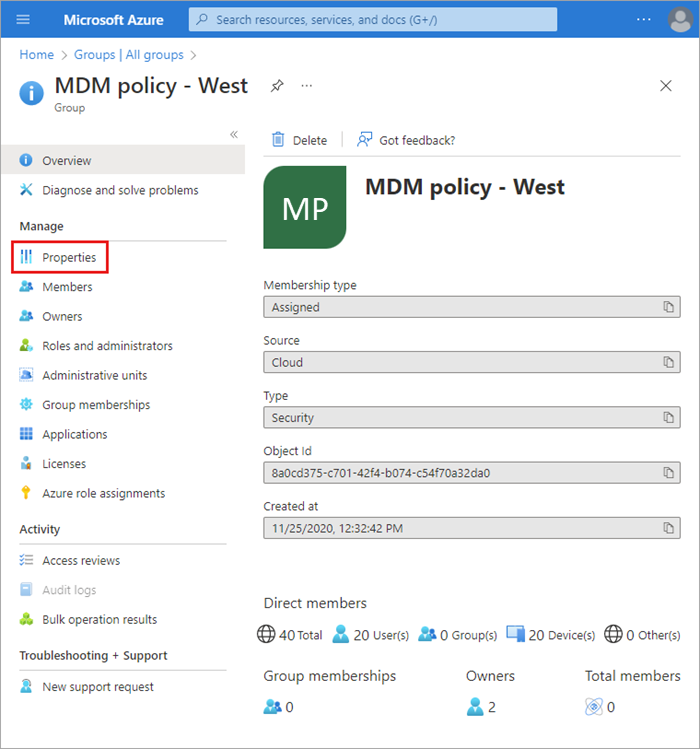 Microsoft Azure
Search resources, services, and docs (G+/)
Home > Groups | All groups >
MDM policy - West
Group
Overview
Diagnose and solve problems
Manage
Properties
Members
Owners
Roles and administrators
Administrative units
Group memberships
Applications
Licenses
Azure role assignments
Activity
Access reviews
Audit logs
Bulk operation results
Troubleshooting + Support
New support request
Delete
Got feedback?
MP
MDM policy - West
Membership type
Assigned
Source
Cloud
Type
Security
Object Id
8a0cd375-c701-42f4-b074-c54f70a32da0
Created at
11/25/2020, 12:32:42 PM
Direct members
40 Total 20 User(s) 0 Group(s) 20 Device(s) 0 Other(s)
Group memberships Owners Total members
0 2 0